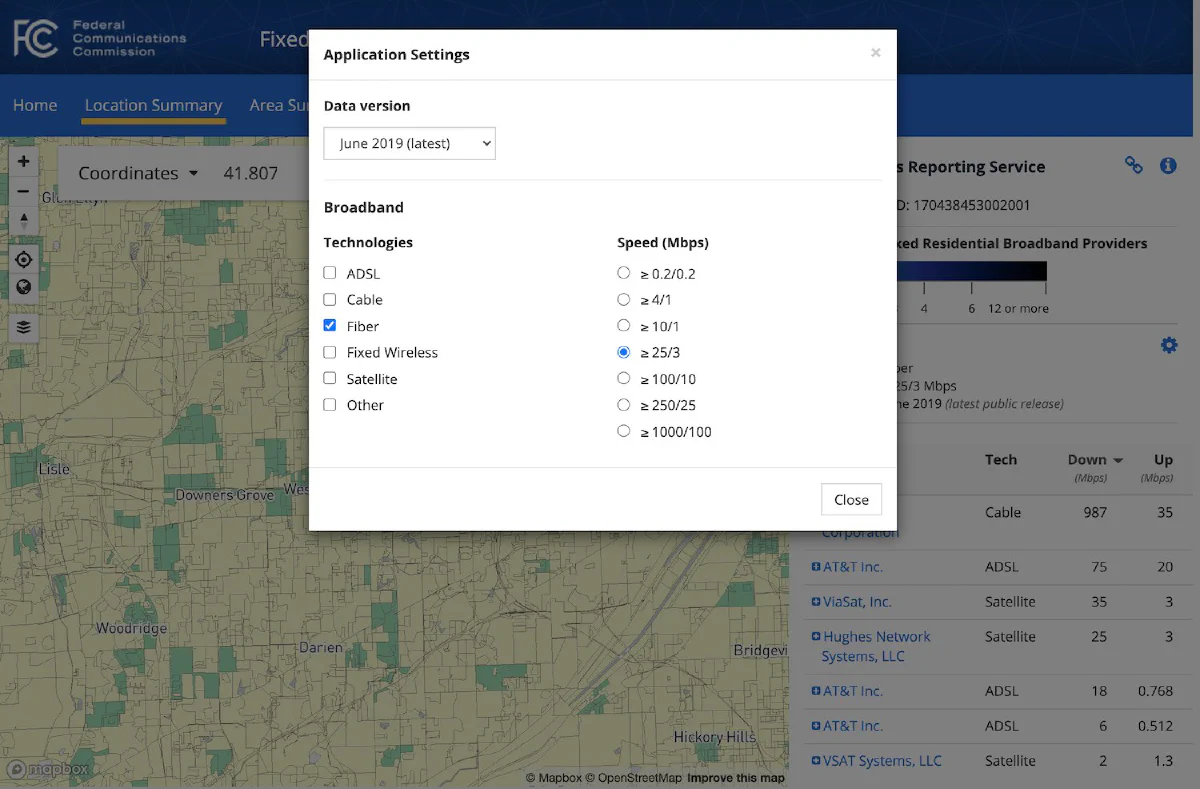 FC
Federal
Communications
Commission
Fixed
Home
Location Summary
Area Su
Application Settings
×
Data version
June 2019 (latest)
Broadband
Technologies
ADSL
Cable
Fiber
Fixed Wireless
Satellite
Other
Speed (Mbps)
≥ 0.2/0.2
≥ 4/1
≥ 10/1
≥ 25/3
≥ 100/10
≥ 250/25
≥ 1000/100
Close
+
−
Coordinates
41.807
Glen Ellyn
Lisle
Downers Grove
Wes
Woodridge
Darien
Bridgevi
Hickory Hills
mapbox
© Mapbox © OpenStreetMap Improve this map
s Reporting Service
D: 170438453002001
xed Residential Broadband Providers
4 6 12 or more
ber
25/3 Mbps
ne 2019 (latest public release)
Tech Down Up
(Mbps) (Mbps)
Cable 987 35
Corporation
AT&T Inc. ADSL 75 20
ViaSat, Inc. Satellite 35 3
Hughes Network Satellite 25 3
Systems, LLC
AT&T Inc. ADSL 18 0.768
AT&T Inc. ADSL 6 0.512
VSAT Systems, LLC Satellite 2 1.3